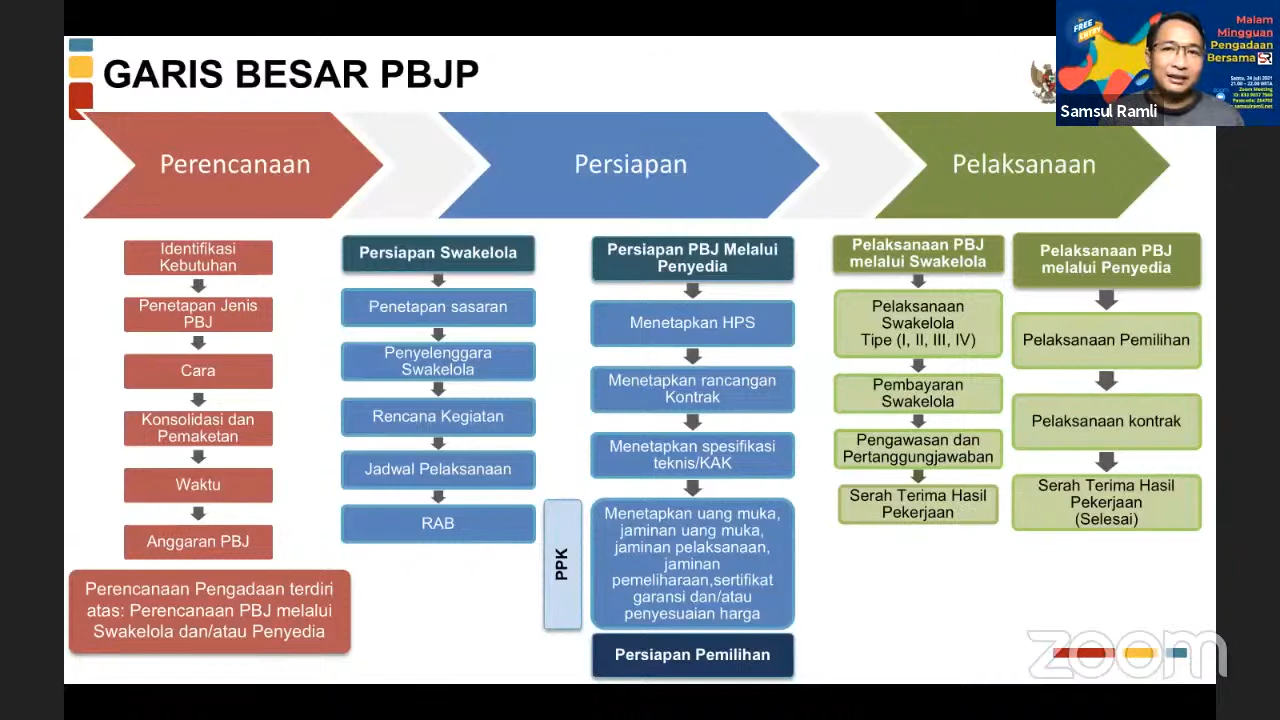 GARIS BESAR PBJP
FREE
ENTRY
Malam
Mingguan
Pengadaan
Bersama
Samsul Ramli
Perencanaan
Persiapan
Pelaksanaan
Identifikasi
Kebutuhan
Penetapan Jenis
PBJ
Cara
Konsolidasi dan
Pemaketan
Waktu
Anggaran PBJ
Perencanaan Pengadaan terdiri
atas: Perencanaan PBJ melalui
Swakelola dan/atau Penyedia
Persiapan Swakelola
Penetapan sasaran
Penyelenggara
Swakelola
Rencana Kegiatan
Jadwal Pelaksanaan
RAB
PPK
Persiapan PBJ Melalui
Penyedia
Menetapkan HPS
Menetapkan rancangan
Kontrak
Menetapkan spesifikasi
teknis/KAK
Menetapkan uang muka,
jaminan uang muka,
jaminan pelaksanaan,
jaminan
pemeliharaan,sertifikat
garansi dan/atau
penyesuaian harga
Persiapan Pemilihan
Pelaksanaan PBJ
melalui Swakelola
Pelaksanaan
Swakelola
Tipe (I, II, III, IV)
Pembayaran
Swakelola
Pengawasan dan
Pertanggungjawaban
Serah Terima Hasil
Pekerjaan
Pelaksanaan PBJ
melalui Penyedia
Pelaksanaan Pemilihan
Pelaksanaan kontrak
Serah Terima Hasil
Pekerjaan
(Selesai)
zoom